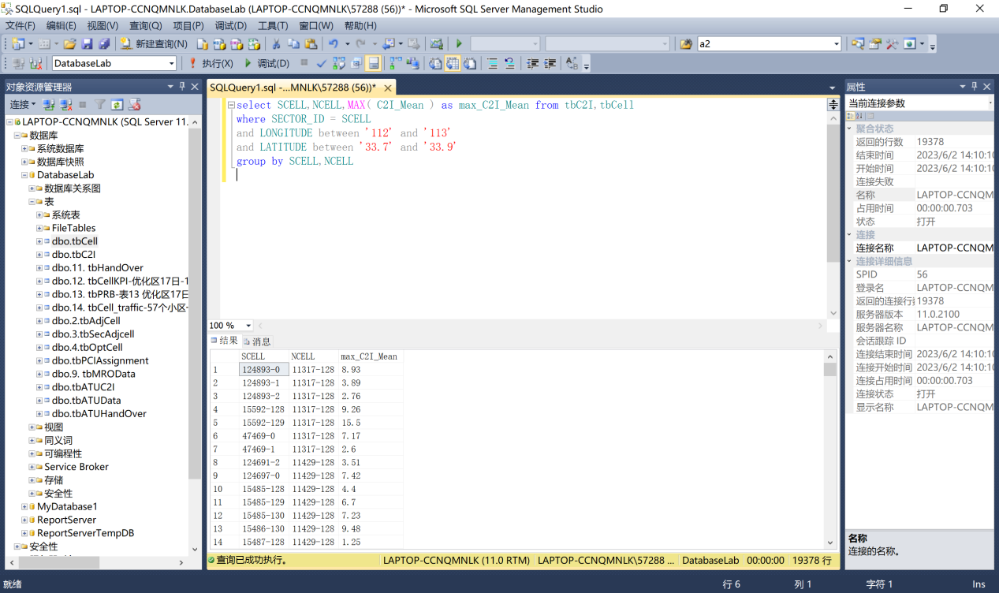 SQLQuery1.sql - LAPTOP-CCNQMNLK.DatabaseLab (LAPTOP-CCNQMNLK\57288 (56))* - Microsoft SQL Server Management Studio
文件(F) 编辑(E) 视图(V) 查询(Q) 项目(P) 调试(D) 工具(T) 窗口(W) 帮助(H)
新建查询(N) a2
DatabaseLab 执行(X) 调试(D)
对象资源管理器
连接
LAPTOP-CCNQMNLK (SQL Server 11.
数据库
系统数据库
数据库快照
DatabaseLab
数据库关系图
表
系统表
FileTables
dbo.tbCell
dbo.tbC2I
dbo.11. tbHandOver
dbo.12. tbCellKPI-优化区17日-1
dbo.13. tbPRB-表13 优化区17日
dbo.14. tbCell_traffic-57个小区-
dbo.2.tbAdjCell
dbo.3.tbSecAdjcell
dbo.4.tbOptCell
dbo.tbPCIAssignment
dbo.9. tbMROData
dbo.tbATUC2I
dbo.tbATUData
dbo.tbATUHandOver
视图
同义词
可编程性
Service Broker
存储
安全性
MyDatabase1
ReportServer
ReportServerTempDB
安全性
SQLQuery1.sql -...MNLK\57288 (56))*
select SCELL,NCELL,MAX( C2I_Mean ) as max_C2I_Mean from tbC2I,tbCell
where SECTOR_ID = SCELL
and LONGITUDE between '112' and '113'
and LATITUDE between '33.7' and '33.9'
group by SCELL,NCELL
100 %
结果 消息
SCELL NCELL max_C2I_Mean
1 124893-0 11317-128 8.93
2 124893-1 11317-128 3.89
3 124893-2 11317-128 2.76
4 15592-128 11317-128 9.26
5 15592-129 11317-128 15.5
6 47469-0 11317-128 7.17
7 47469-1 11317-128 2.6
8 124691-2 11429-128 3.51
9 124697-0 11429-128 7.42
10 15485-128 11429-128 4.4
11 15485-129 11429-128 6.7
12 15485-130 11429-128 7.23
13 15486-130 11429-128 9.48
14 15487-128 11429-128 1.25
查询已成功执行。 LAPTOP-CCNQMNLK (11.0 RTM) LAPTOP-CCNQMNLK\57288 ... DatabaseLab 00:00:00 19378 行
属性
当前连接参数
聚合状态
返回的行数 19378
结束时间 2023/6/2 14:10:10
开始时间 2023/6/2 14:10:10
连接失败
名称 LAPTOP-CCNQM
占用时间 00:00:00.703
状态 打开
连接
连接名称 LAPTOP-CCNQM
连接详细信息
SPID 56
登录名 LAPTOP-CCNQM
返回的连接行数 19378
服务器版本 11.0.2100
服务器名称 LAPTOP-CCNQM
会话跟踪 ID
连接结束时间 2023/6/2 14:10:10
连接开始时间 2023/6/2 14:10:10
连接占用时间 00:00:00.703
连接状态 打开
显示名称 LAPTOP-CCNQM
名称
连接的名称。
就绪 行 6 列 1 字符 1 Ins